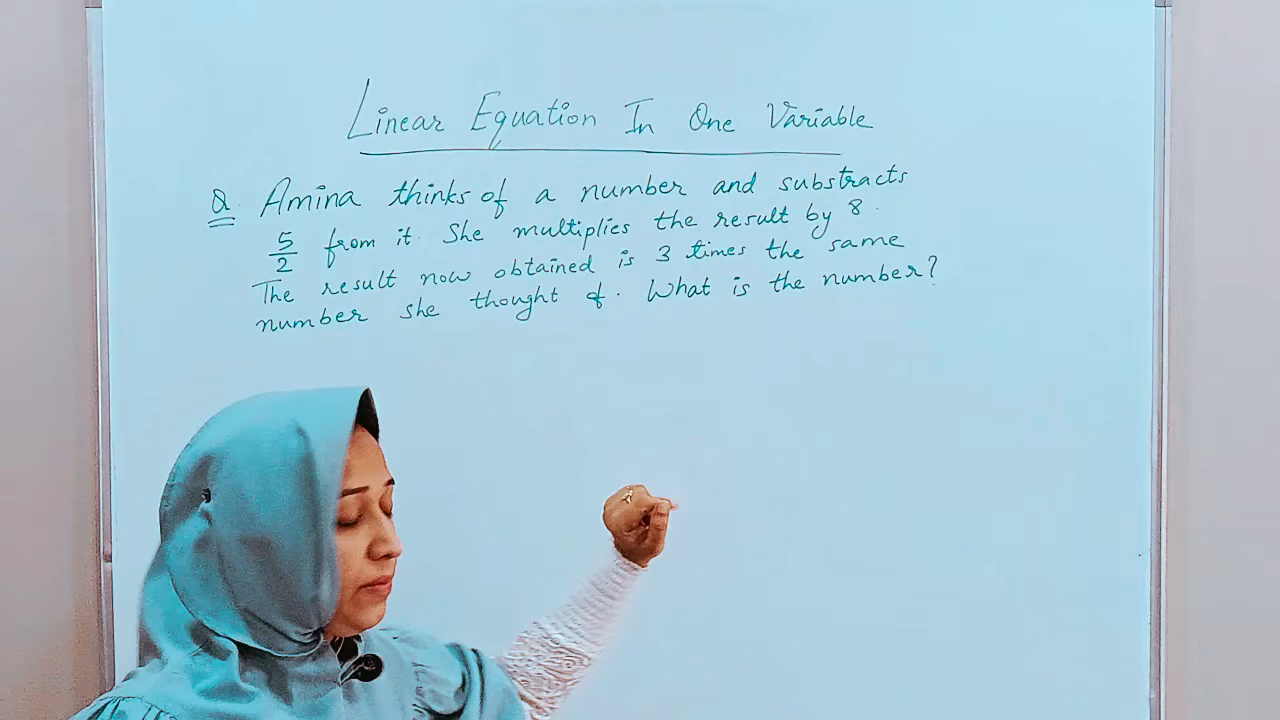 Linear Equation In One Variable
Q. Amina thinks of a number and substracts
5/2 from it. She multiplies the result by 8.
The result now obtained is 3 times the same
number she thought of. What is the number?